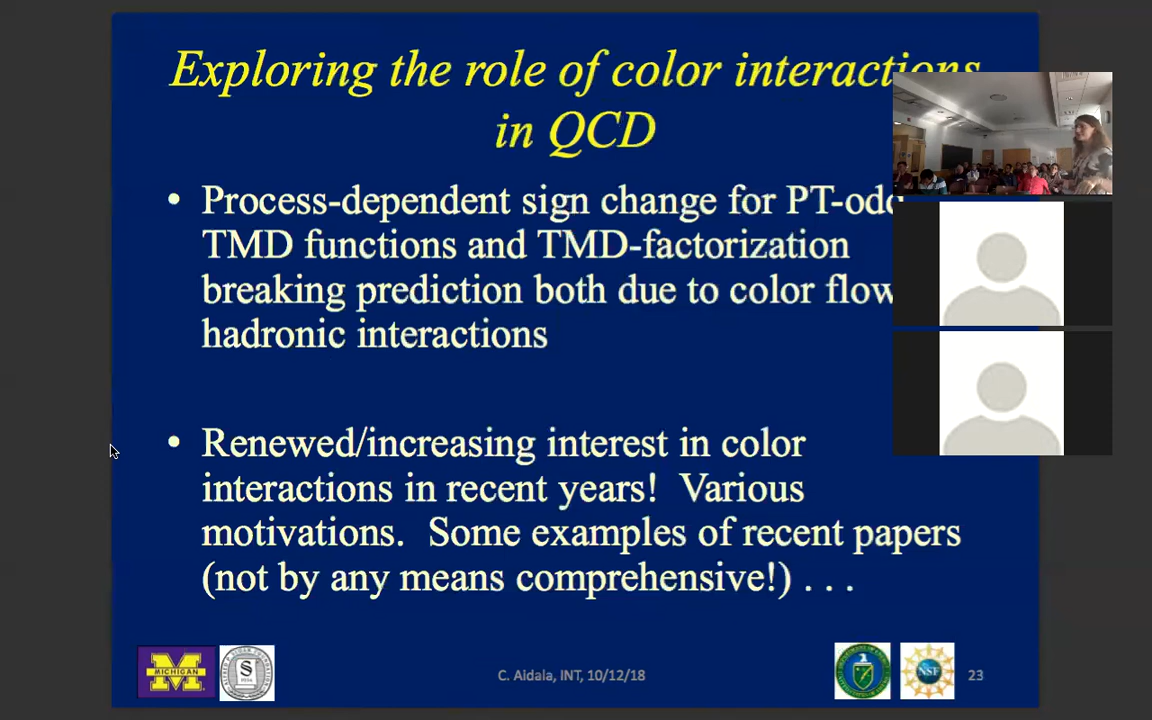 Exploring the role of color interactions
in QCD
• Process-dependent sign change for PT-odd
TMD functions and TMD-factorization
breaking prediction both due to color flow
hadronic interactions
• Renewed/increasing interest in color
interactions in recent years! Various
motivations. Some examples of recent papers
(not by any means comprehensive!) . . .
M
MICHIGAN
S
C. Aidala, INT, 10/12/18
NSF
23